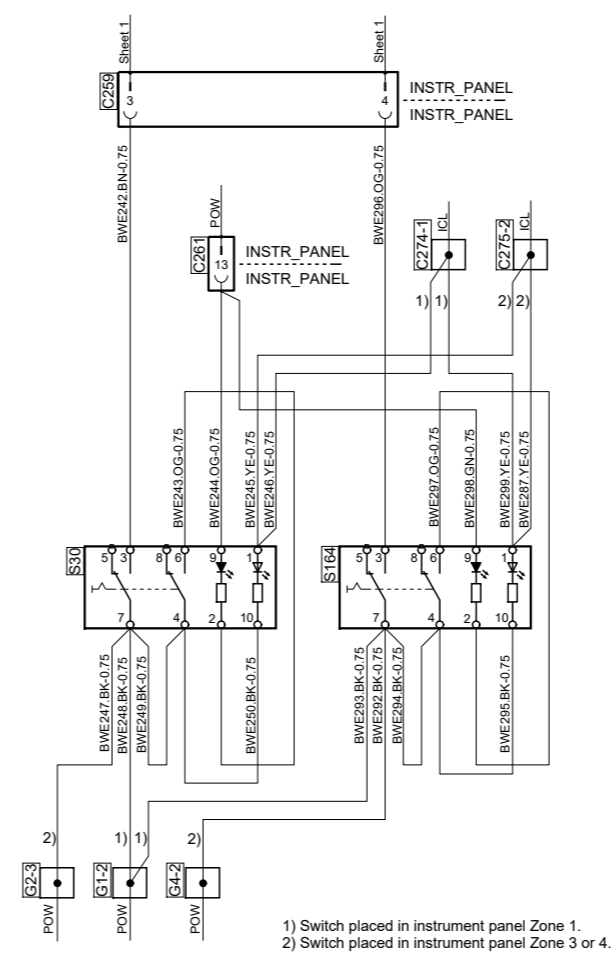 Sheet 1
Sheet 1
C259
3
4
INSTR_PANEL
INSTR_PANEL
BWE242.BN-0.75
BWE296.OG-0.75
POW
ICL
ICL
C261
13
INSTR_PANEL
INSTR_PANEL
C274-1
C275-2
1) 1)
2) 2)
BWE243.OG-0.75
BWE244.OG-0.75
BWE245.YE-0.75
BWE246.YE-0.75
BWE297.OG-0.75
BWE298.GN-0.75
BWE299.YE-0.75
BWE287.YE-0.75
S30
5 3 8 6 9 1
7 4 2 10
S164
5 3 8 6 9 1
7 4 2 10
BWE247.BK-0.75
BWE248.BK-0.75
BWE249.BK-0.75
BWE250.BK-0.75
BWE293.BK-0.75
BWE292.BK-0.75
BWE294.BK-0.75
BWE295.BK-0.75
2)
1) 1)
2)
G2-3
G1-2
G4-2
POW
POW
POW
1) Switch placed in instrument panel Zone 1.
2) Switch placed in instrument panel Zone 3 or 4.